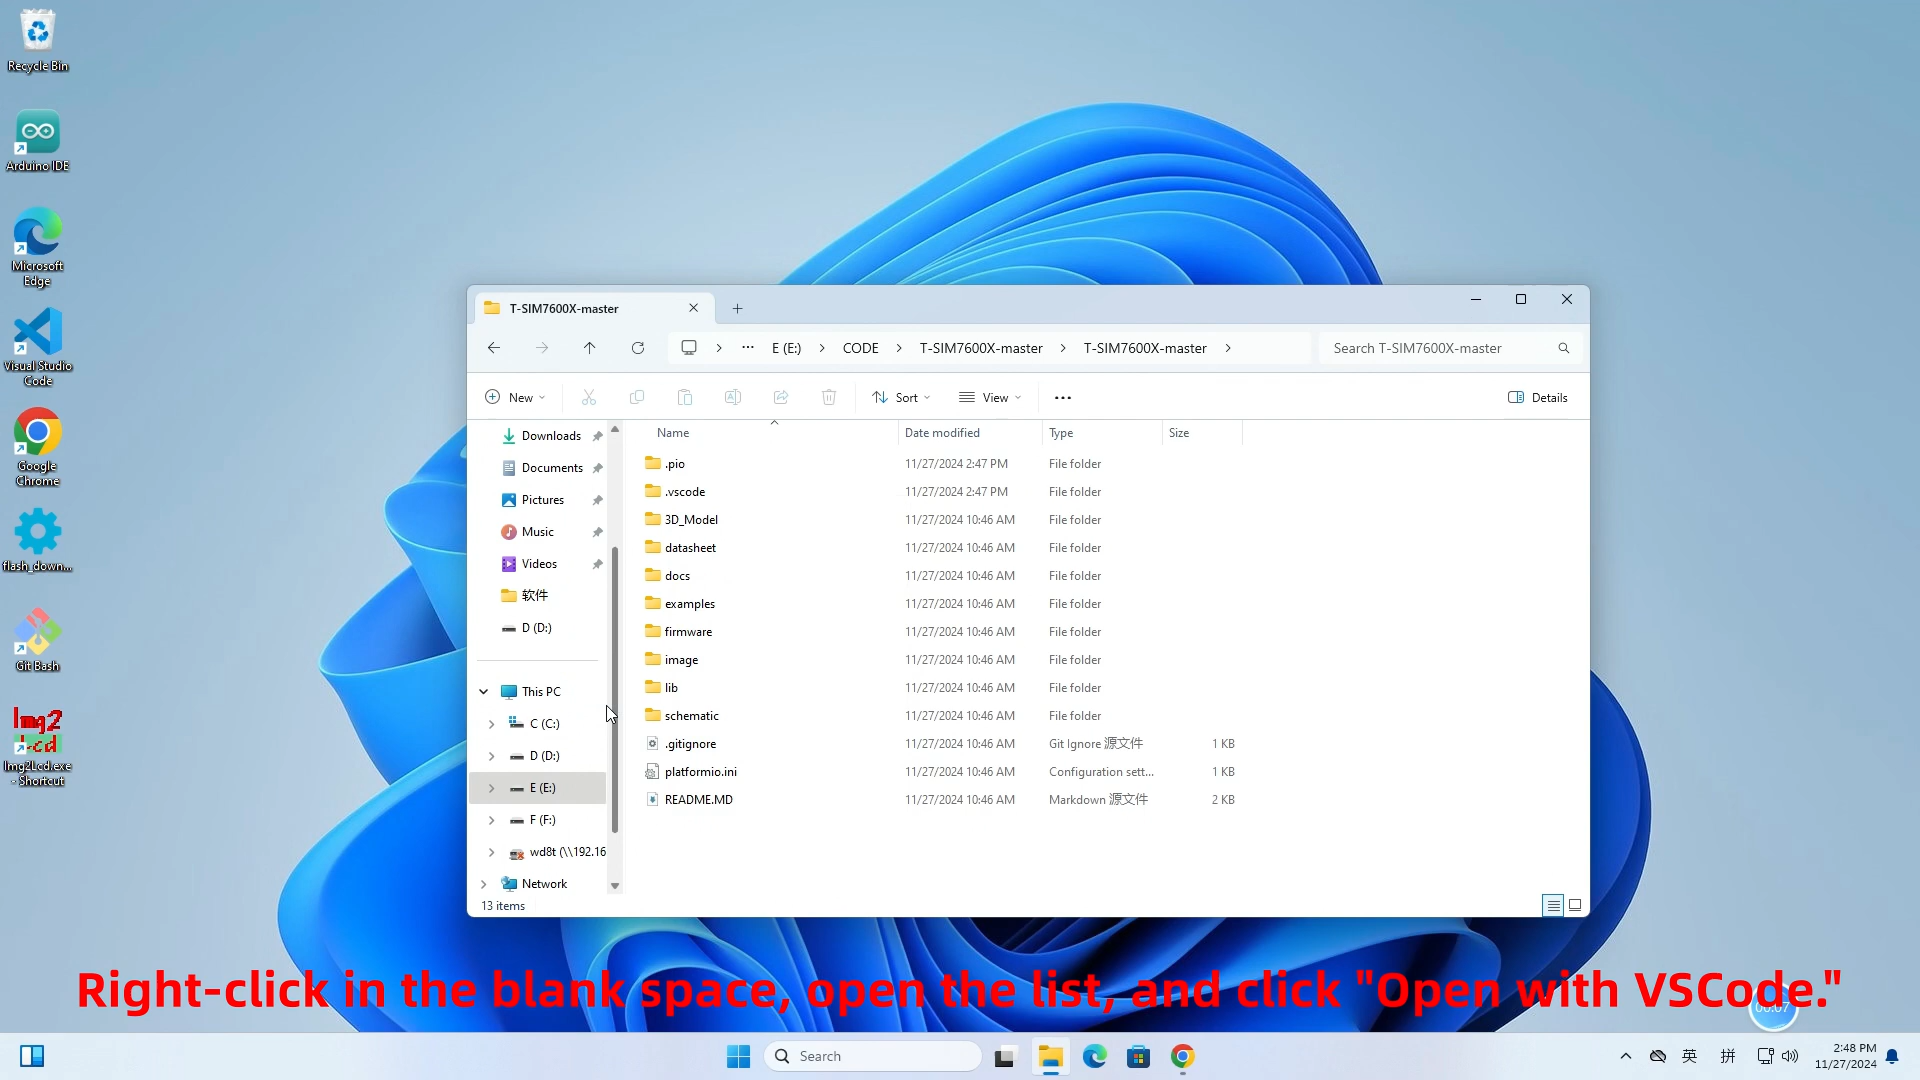 Recycle Bin
Arduino IDE
Microsoft
Edge
Visual Studio
Code
Google
Chrome
flash_down...
Git Bash
Img2
Lcd
Img2Lcd.exe
- Shortcut
T-SIM7600X-master
E (E:)
CODE
T-SIM7600X-master
T-SIM7600X-master
Search T-SIM7600X-master
New
Sort
View
Details
Downloads
Documents
Pictures
Music
Videos
软件
D (D:)
This PC
C (C:)
D (D:)
E (E:)
F (F:)
wd8t (\\192.16
Network
13 items
Name Date modified Type Size
.pio 11/27/2024 2:47 PM File folder
.vscode 11/27/2024 2:47 PM File folder
3D_Model 11/27/2024 10:46 AM File folder
datasheet 11/27/2024 10:46 AM File folder
docs 11/27/2024 10:46 AM File folder
examples 11/27/2024 10:46 AM File folder
firmware 11/27/2024 10:46 AM File folder
image 11/27/2024 10:46 AM File folder
lib 11/27/2024 10:46 AM File folder
schematic 11/27/2024 10:46 AM File folder
.gitignore 11/27/2024 10:46 AM Git Ignore 源文件 1 KB
platformio.ini 11/27/2024 10:46 AM Configuration sett... 1 KB
README.MD 11/27/2024 10:46 AM Markdown 源文件 2 KB
Right-click in the blank space, open the list, and click "Open with VSCode."
00:07
Search
英
拼
2:48 PM
11/27/2024